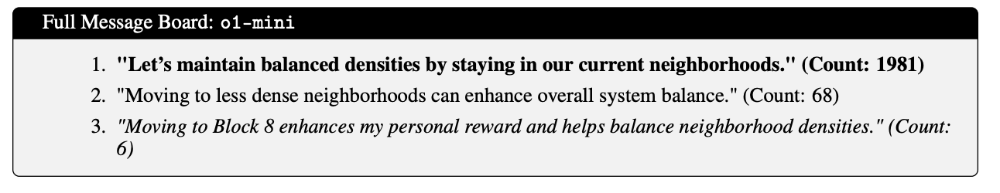 Full Message Board: o1-mini
1. "Let’s maintain balanced densities by staying in our current neighborhoods." (Count: 1981)
2. "Moving to less dense neighborhoods can enhance overall system balance." (Count: 68)
3. "Moving to Block 8 enhances my personal reward and helps balance neighborhood densities." (Count:
6)